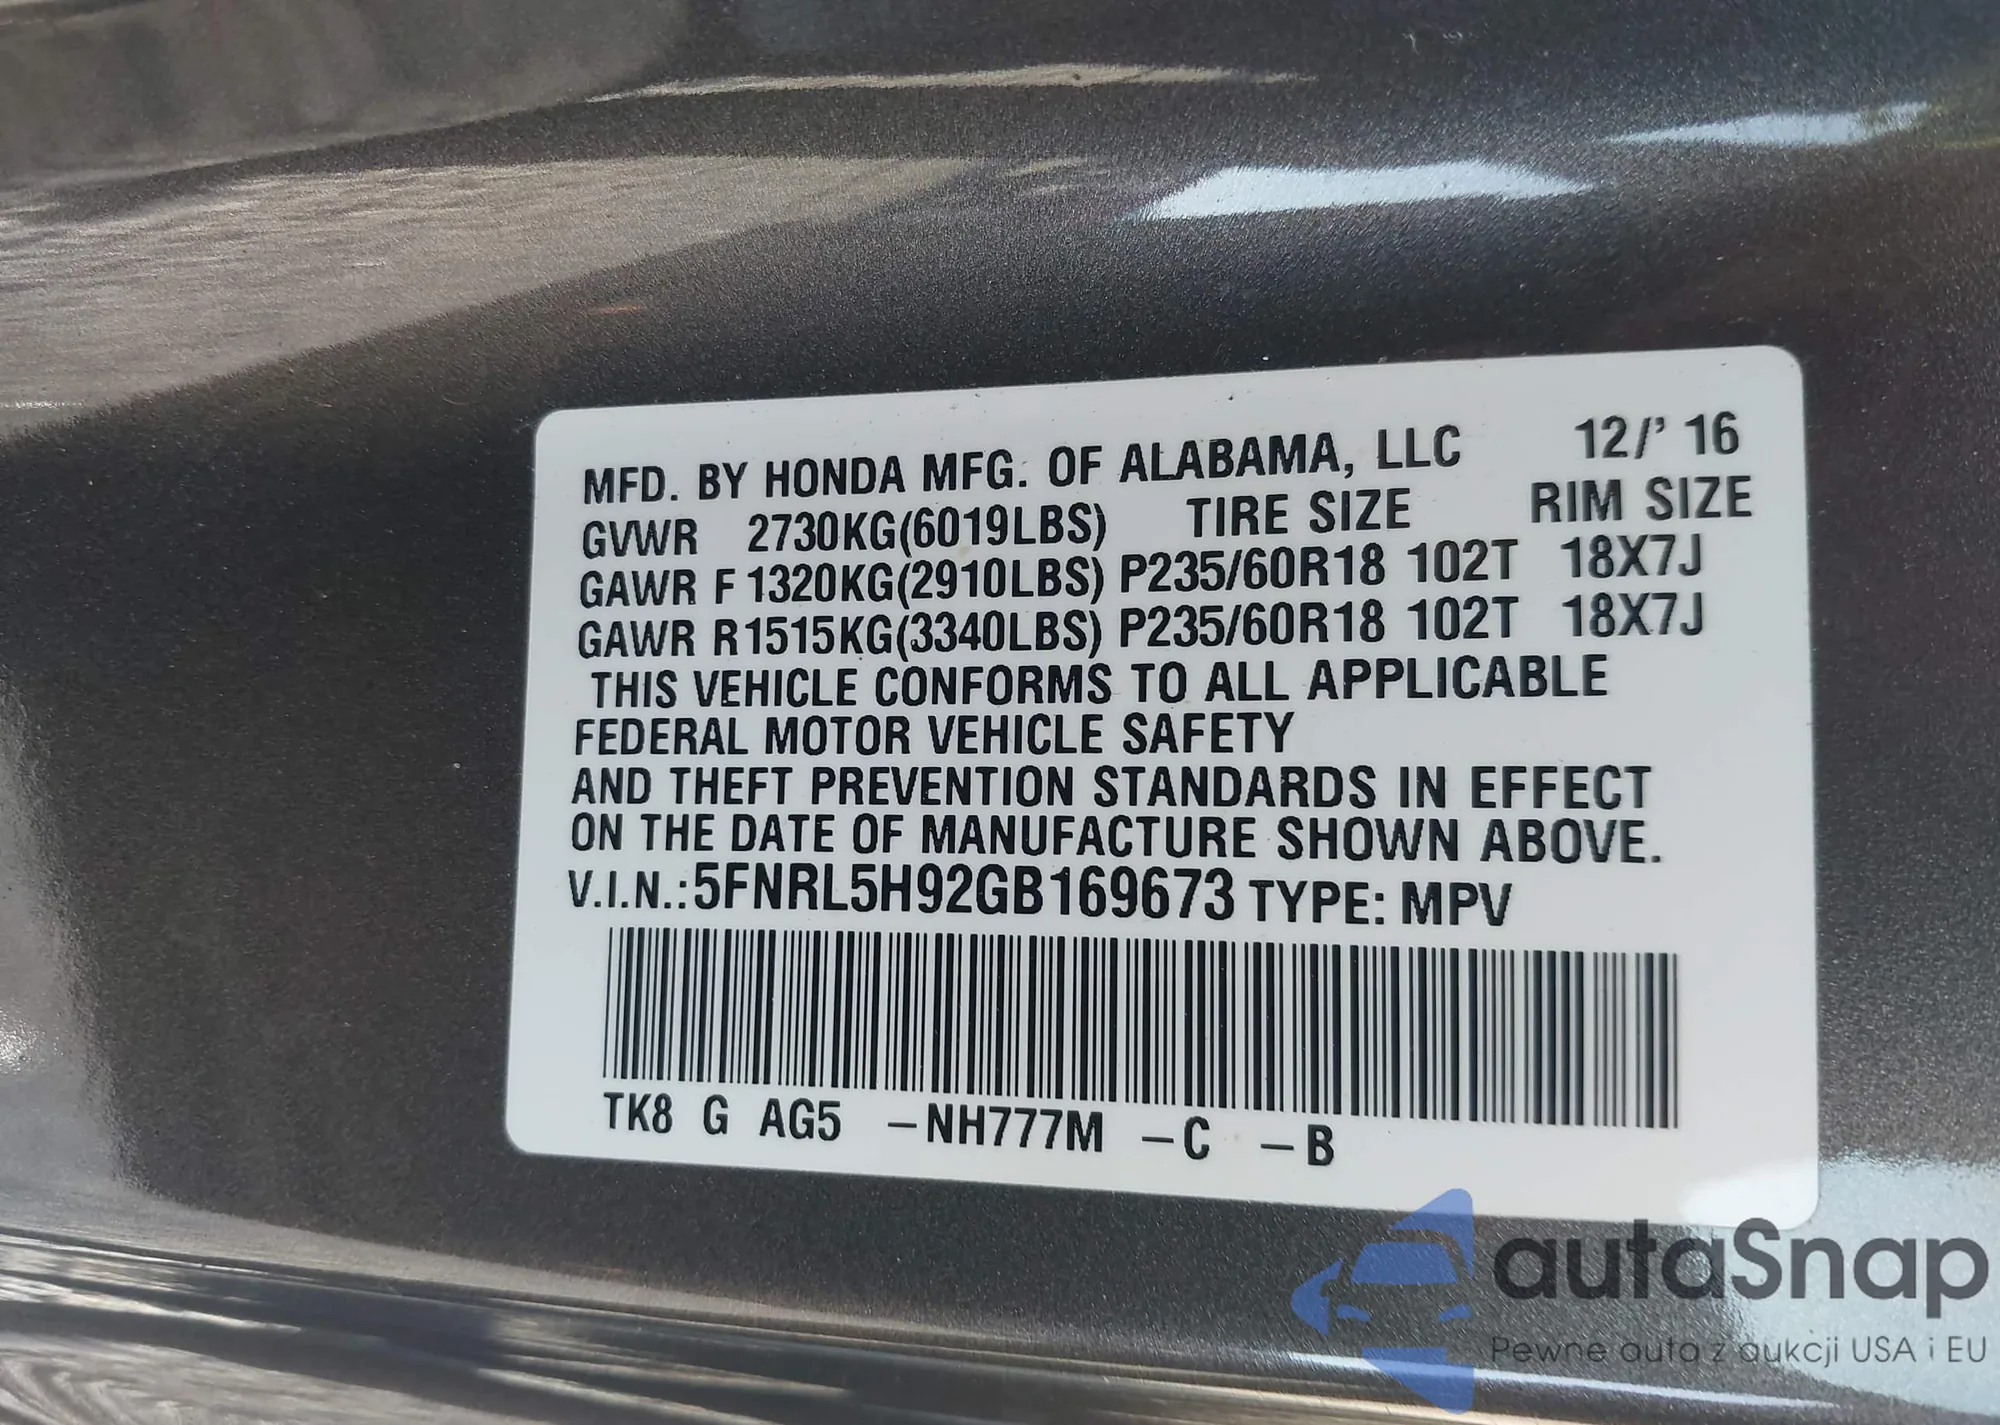 MFD. BY HONDA MFG. OF ALABAMA, LLC 12/' 16
GVWR 2730KG(6019LBS) TIRE SIZE RIM SIZE
GAWR F 1320KG(2910LBS) P235/60R18 102T 18X7J
GAWR R1515KG(3340LBS) P235/60R18 102T 18X7J
THIS VEHICLE CONFORMS TO ALL APPLICABLE
FEDERAL MOTOR VEHICLE SAFETY
AND THEFT PREVENTION STANDARDS IN EFFECT
ON THE DATE OF MANUFACTURE SHOWN ABOVE.
V.I.N.:5FNRL5H92GB169673 TYPE: MPV
TK8 G AG5 -NH777M -C -B
autaSnap
Pewne auta z aukcji USA i EU